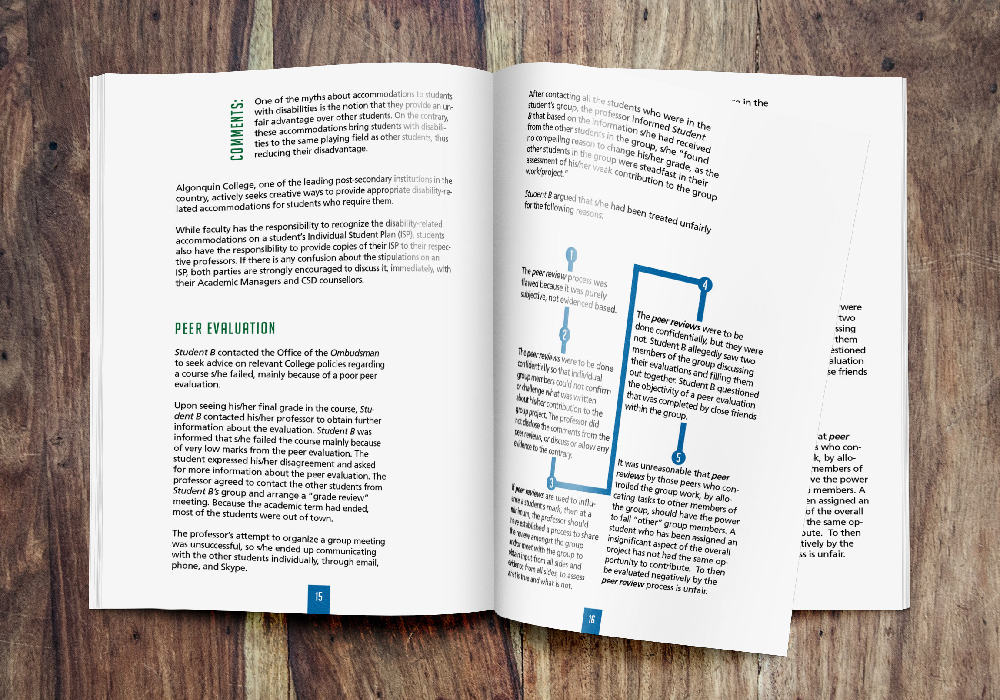 COMMENTS:
One of the myths about accommodations to students
with disabilities is the notion that they provide an un-
fair advantage over other students. On the contrary,
these accommodations bring students with disabili-
ties to the same playing field as other students, thus
reducing their disadvantage.
Algonquin College, one of the leading post-secondary institutions in the
country, actively seeks creative ways to provide appropriate disability-re-
lated accommodations for students who require them.
While faculty has the responsibility to recognize the disability-related
accommodations on a student's Individual Student Plan (ISP), students
also have the responsibility to provide copies of their ISP to their respec-
tive professors. If there is any confusion about the stipulations on an
ISP, both parties are strongly encouraged to discuss it, immediately, with
their Academic Managers and CSD counsellors.
PEER EVALUATION
Student B contacted the Office of the Ombudsman
to seek advice on relevant College policies regarding
a course s/he failed, mainly because of a poor peer
evaluation.
Upon seeing his/her final grade in the course, Stu-
dent B contacted his/her professor to obtain further
information about the evaluation. Student B was
informed that s/he failed the course mainly because
of very low marks from the peer evaluation. The
student expressed his/her disagreement and asked
for more information about the peer evaluation. The
professor agreed to contact the other students from
Student B's group and arrange a "grade review"
meeting. Because the academic term had ended,
most of the students were out of town.
The professor's attempt to organize a group meeting
was unsuccessful, so s/he ended up communicating
with the other students individually, through email,
phone, and Skype.
15
After contacting all the students who were in the
student's group, the professor informed Student
B that based on the information s/he had received
from the other students in the group, s/he "found
no compelling reason to change his/her grade, as the
other students in the group were steadfast in their
assessment of his/her weak contribution to the group
work/project."
Student B argued that s/he had been treated unfairly
for the following reasons:
1
The peer review process was
flawed because it was purely
subjective, not evidenced based.
2
The peer reviews were to be done
confidentially so that individual
group members could not confirm
or challenge what was written
about his/her contribution to the
group project. The professor did
not disclose the comments from the
peer reviews, or discuss or allow any
evidence to the contrary.
3
If peer reviews are used to influ-
ence a student's mark, then at a
minimum, the professor should
have established a process to share
the review amongst the group
and/or meet with the group to
obtain input from all sides and
evidence from all sides, to assess
what is true and what is not.
4
The peer reviews were to be
done confidentially, but they were
not. Student B allegedly saw two
members of the group discussing
their evaluations and filling them
out together. Student B questioned
the objectivity of a peer evaluation
that was completed by close friends
within the group.
5
It was unreasonable that peer
reviews by those peers who con-
trolled the group work, by allo-
cating tasks to other members of
the group, should have the power
to fail "other" group members. A
student who has been assigned an
insignificant aspect of the overall
project has not had the same op-
portunity to contribute. To then
be evaluated negatively by the
peer review process is unfair.
16
in the
were
two
ssing
them
estioned
aluation
se friends
at peer
s who con-
k, by allo-
members of
ve the power
members. A
en assigned an
of the overall
the same op-
bute. To then
tively by the
ss is unfair.